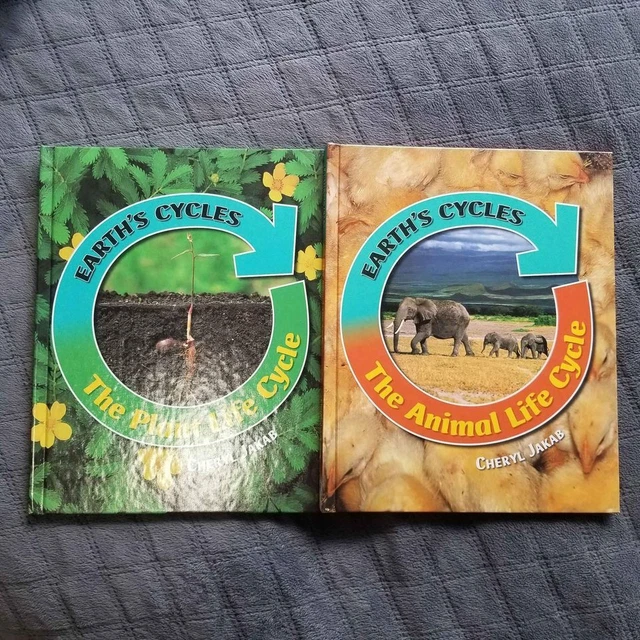 EARTH'S CYCLES
The Plant Life Cycle
CHERYL JAKAB
EARTH'S CYCLES
The Animal Life Cycle
CHERYL JAKAB